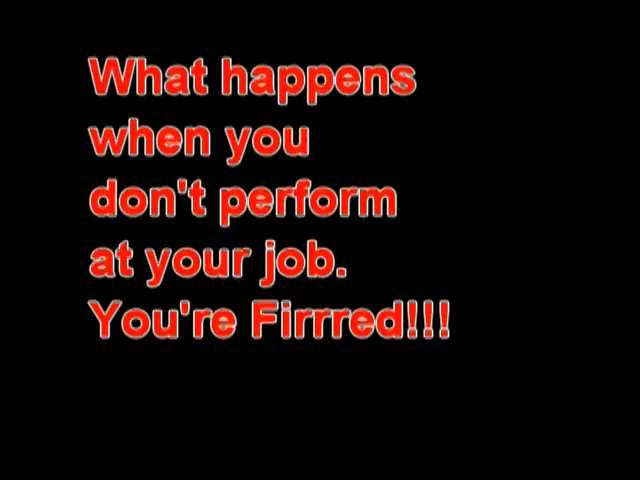 What happens
when you
don't perform
at your job.
You're Firrred!!!